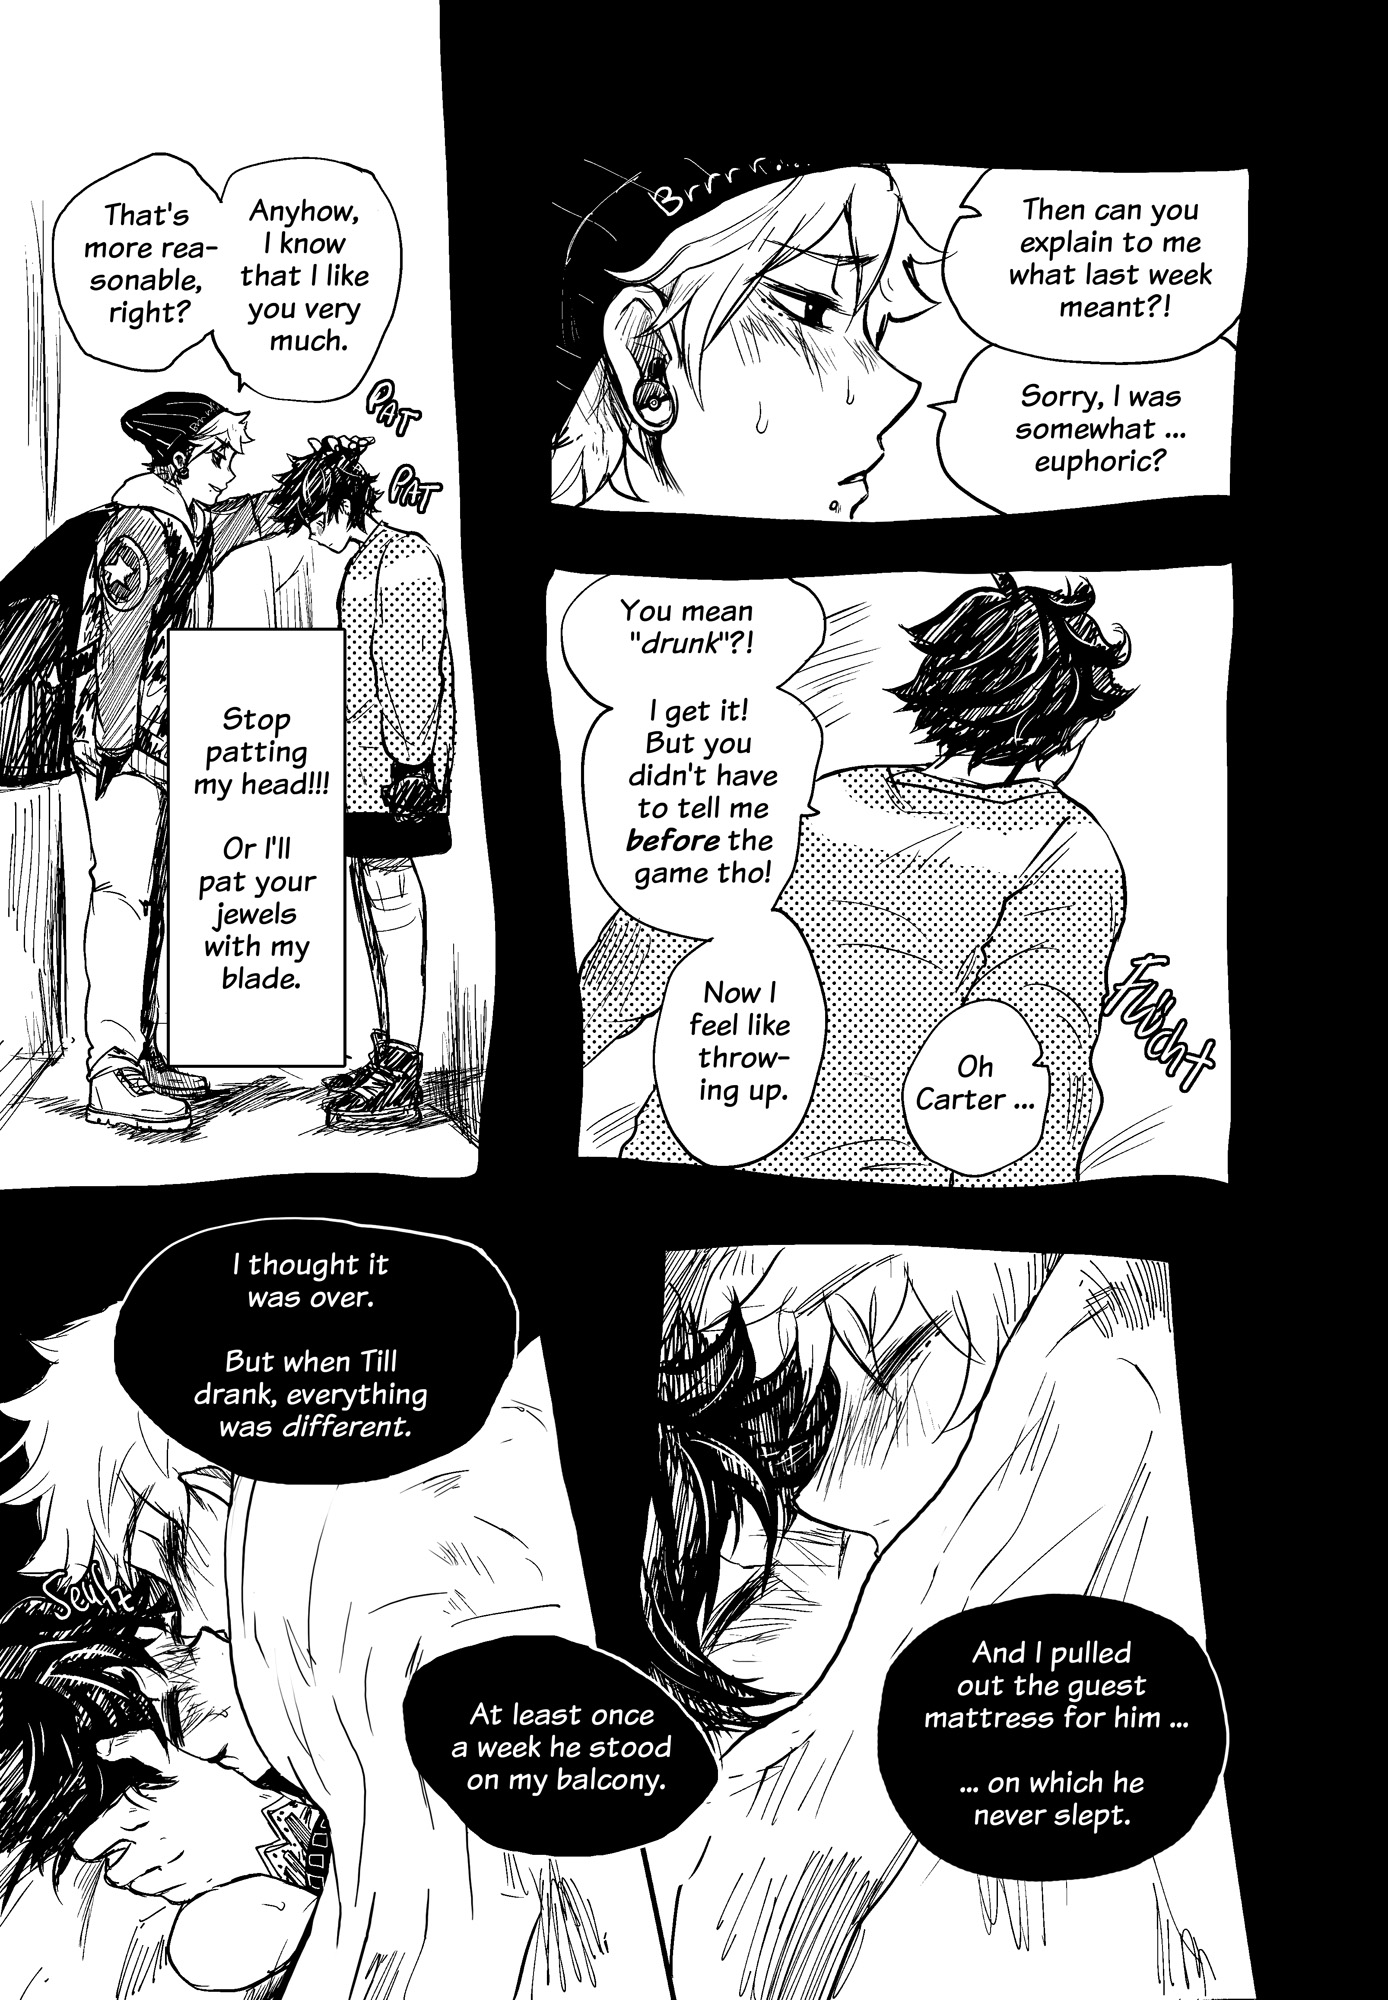 Brrrr...
Then can you
explain to me
what last week
meant?!
Sorry, I was
somewhat ...
euphoric?
You mean
"drunk"?!
I get it!
But you
didn't have
to tell me
before the
game tho!
Now I
feel like
throw-
ing up.
Oh
Carter ...
Flücht
Anyhow,
I know
that I like
you very
much.
That's
more rea-
sonable,
right?
PAT
PAT
Stop
patting
my head!!!
Or I'll
pat your
jewels
with my
blade.
I thought it
was over.
But when Till
drank, everything
was different.
Seufz
At least once
a week he stood
on my balcony.
And I pulled
out the guest
mattress for him ...
... on which he
never slept.